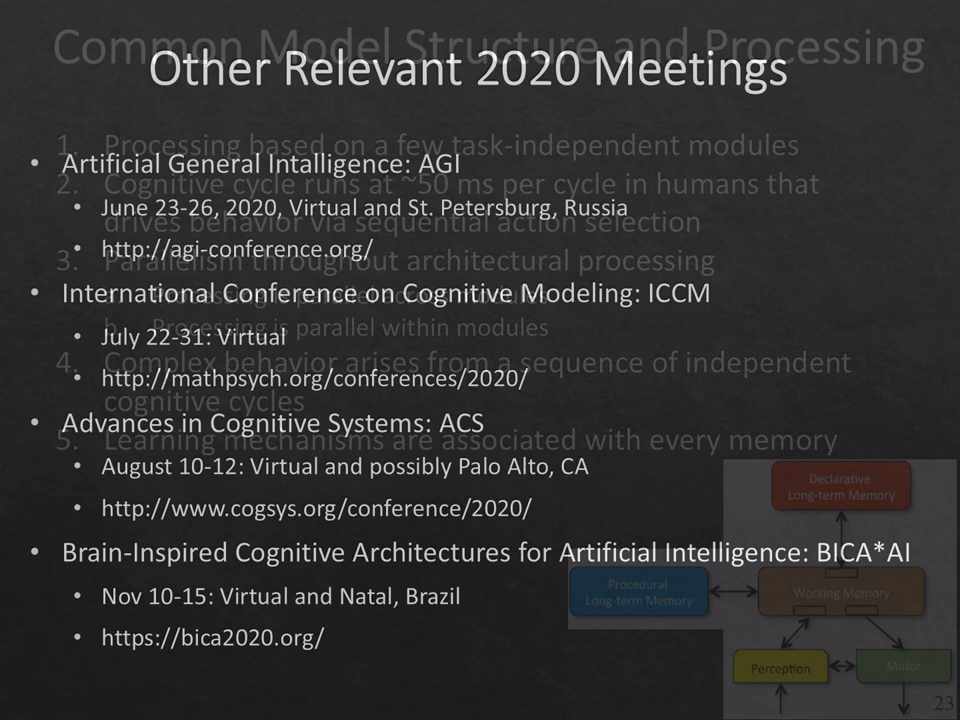 Common Model Structure and Processing
Other Relevant 2020 Meetings
1. Processing based on a few task-independent modules
• Artificial General Intalligence: AGI
2. Cognitive cycle runs at ~50 ms per cycle in humans that
• June 23-26, 2020, Virtual and St. Petersburg, Russia
drives behavior via sequential action selection
• http://agi-conference.org/
3. Parallelism throughout architectural processing
• International Conference on Cognitive Modeling: ICCM
a. Processing is parallel across modules
b. Processing is parallel within modules
• July 22-31: Virtual
4. Complex behavior arises from a sequence of independent
• http://mathpsych.org/conferences/2020/
cognitive cycles
• Advances in Cognitive Systems: ACS
5. Learning mechanisms are associated with every memory
• August 10-12: Virtual and possibly Palo Alto, CA
• http://www.cogsys.org/conference/2020/
• Brain-Inspired Cognitive Architectures for Artificial Intelligence: BICA*AI
• Nov 10-15: Virtual and Natal, Brazil
• https://bica2020.org/
Declarative
Long-term Memory
Procedural
Long-term Memory
Working Memory
Perception
Motor
23